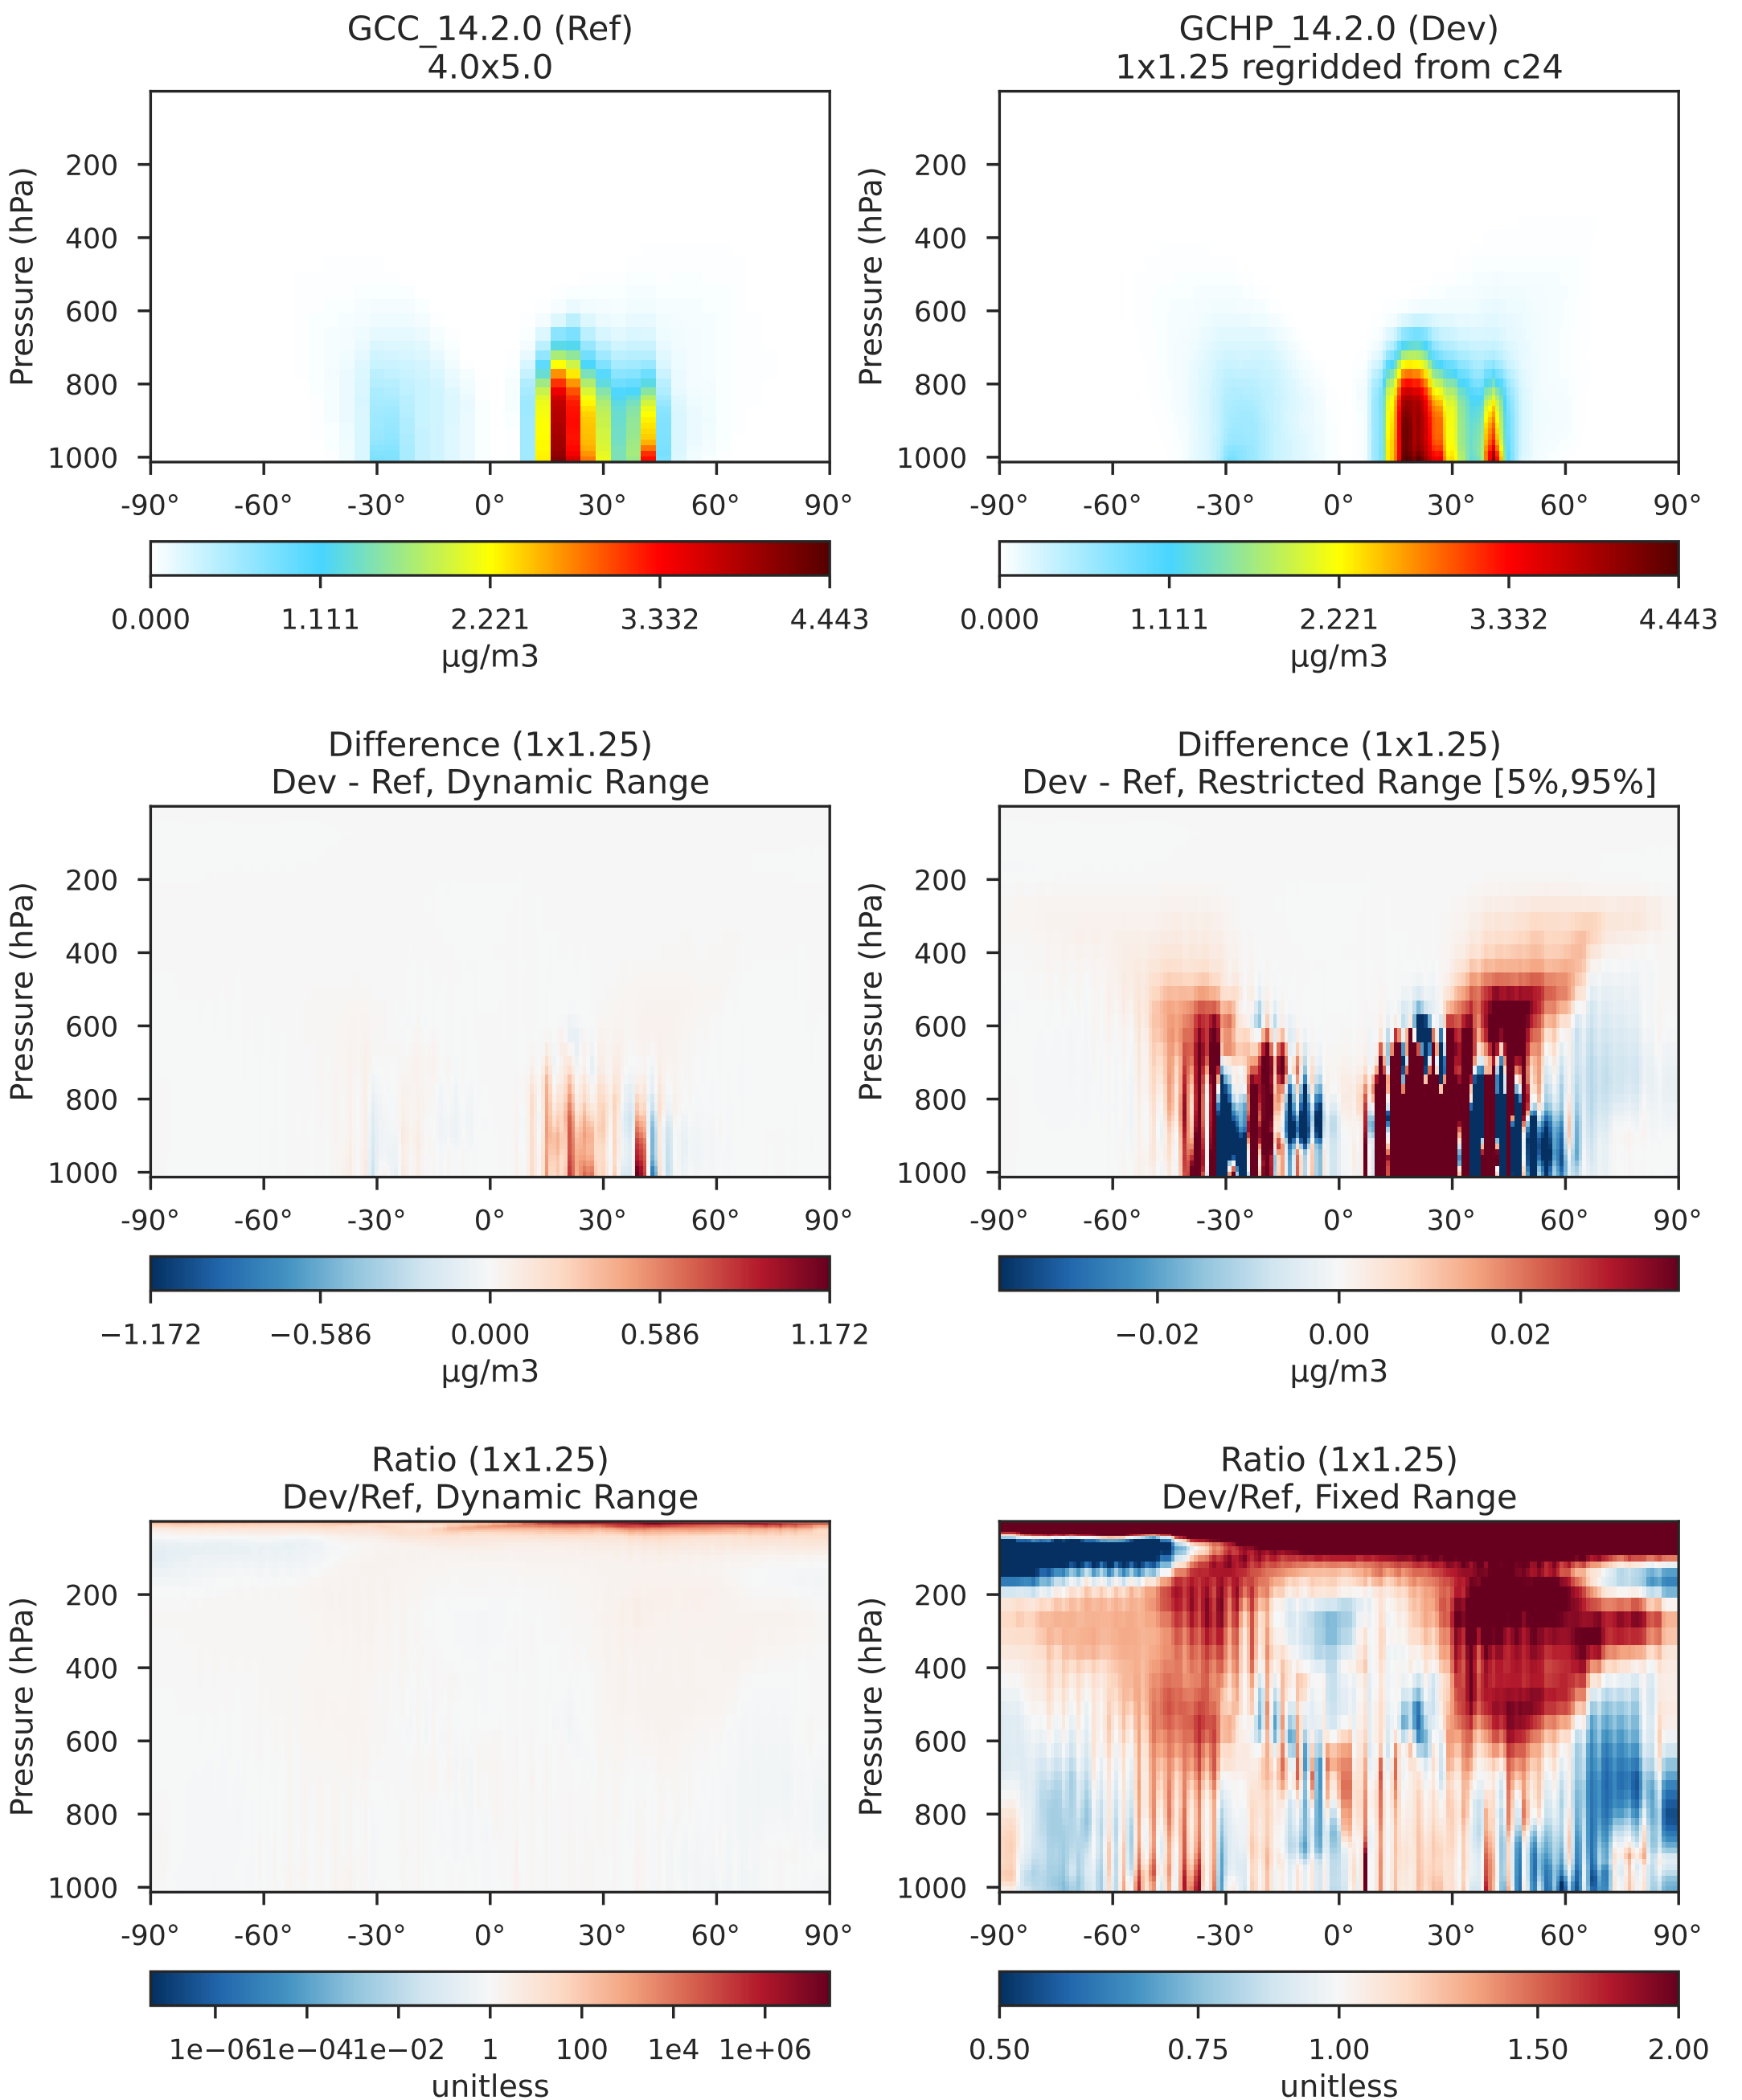 GCC_14.2.0 (Ref)
4.0x5.0
GCHP_14.2.0 (Dev)
1x1.25 regridded from c24
Pressure (hPa)
200
400
600
800
1000
-90° -60° -30° 0° 30° 60° 90°
0.000 1.111 2.221 3.332 4.443
µg/m3
Pressure (hPa)
200
400
600
800
1000
-90° -60° -30° 0° 30° 60° 90°
0.000 1.111 2.221 3.332 4.443
µg/m3
Difference (1x1.25)
Dev - Ref, Dynamic Range
Difference (1x1.25)
Dev - Ref, Restricted Range [5%,95%]
Pressure (hPa)
200
400
600
800
1000
-90° -60° -30° 0° 30° 60° 90°
−1.172 −0.586 0.000 0.586 1.172
µg/m3
Pressure (hPa)
200
400
600
800
1000
-90° -60° -30° 0° 30° 60° 90°
−0.02 0.00 0.02
µg/m3
Ratio (1x1.25)
Dev/Ref, Dynamic Range
Ratio (1x1.25)
Dev/Ref, Fixed Range
Pressure (hPa)
200
400
600
800
1000
-90° -60° -30° 0° 30° 60° 90°
1e−06 1e−04 1e−02 1 100 1e4 1e+06
unitless
Pressure (hPa)
200
400
600
800
1000
-90° -60° -30° 0° 30° 60° 90°
0.50 0.75 1.00 1.50 2.00
unitless